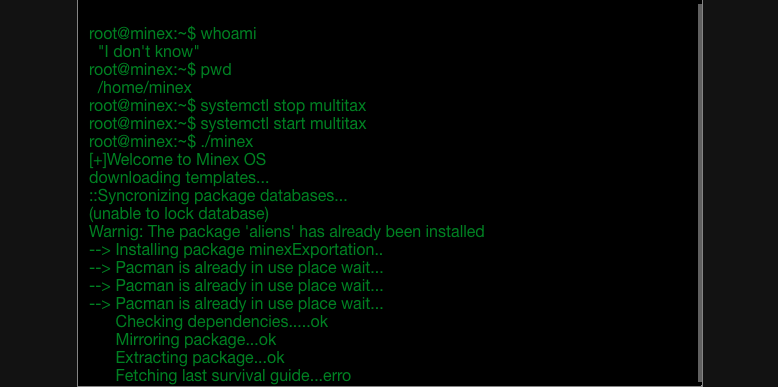 root@minex:~$ whoami
"I don't know"
root@minex:~$ pwd
/home/minex
root@minex:~$ systemctl stop multitax
root@minex:~$ systemctl start multitax
root@minex:~$ ./minex
[+]Welcome to Minex OS
downloading templates...
::Syncronizing package databases...
(unable to lock database)
Warnig: The package 'aliens' has already been installed
--> Installing package minexExportation..
--> Pacman is already in use place wait...
--> Pacman is already in use place wait...
--> Pacman is already in use place wait...
Checking dependencies.....ok
Mirroring package...ok
Extracting package...ok
Fetching last survival guide...erro